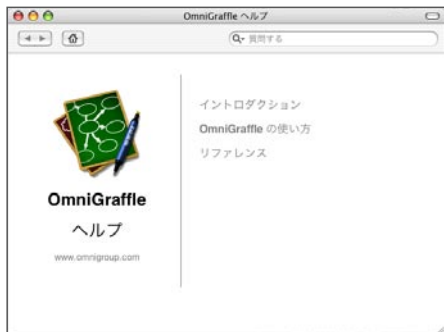 OmniGraffle ヘルプ
質問する
イントロダクション
OmniGraffle の使い方
リファレンス
OmniGraffle
ヘルプ
www.omnigroup.com